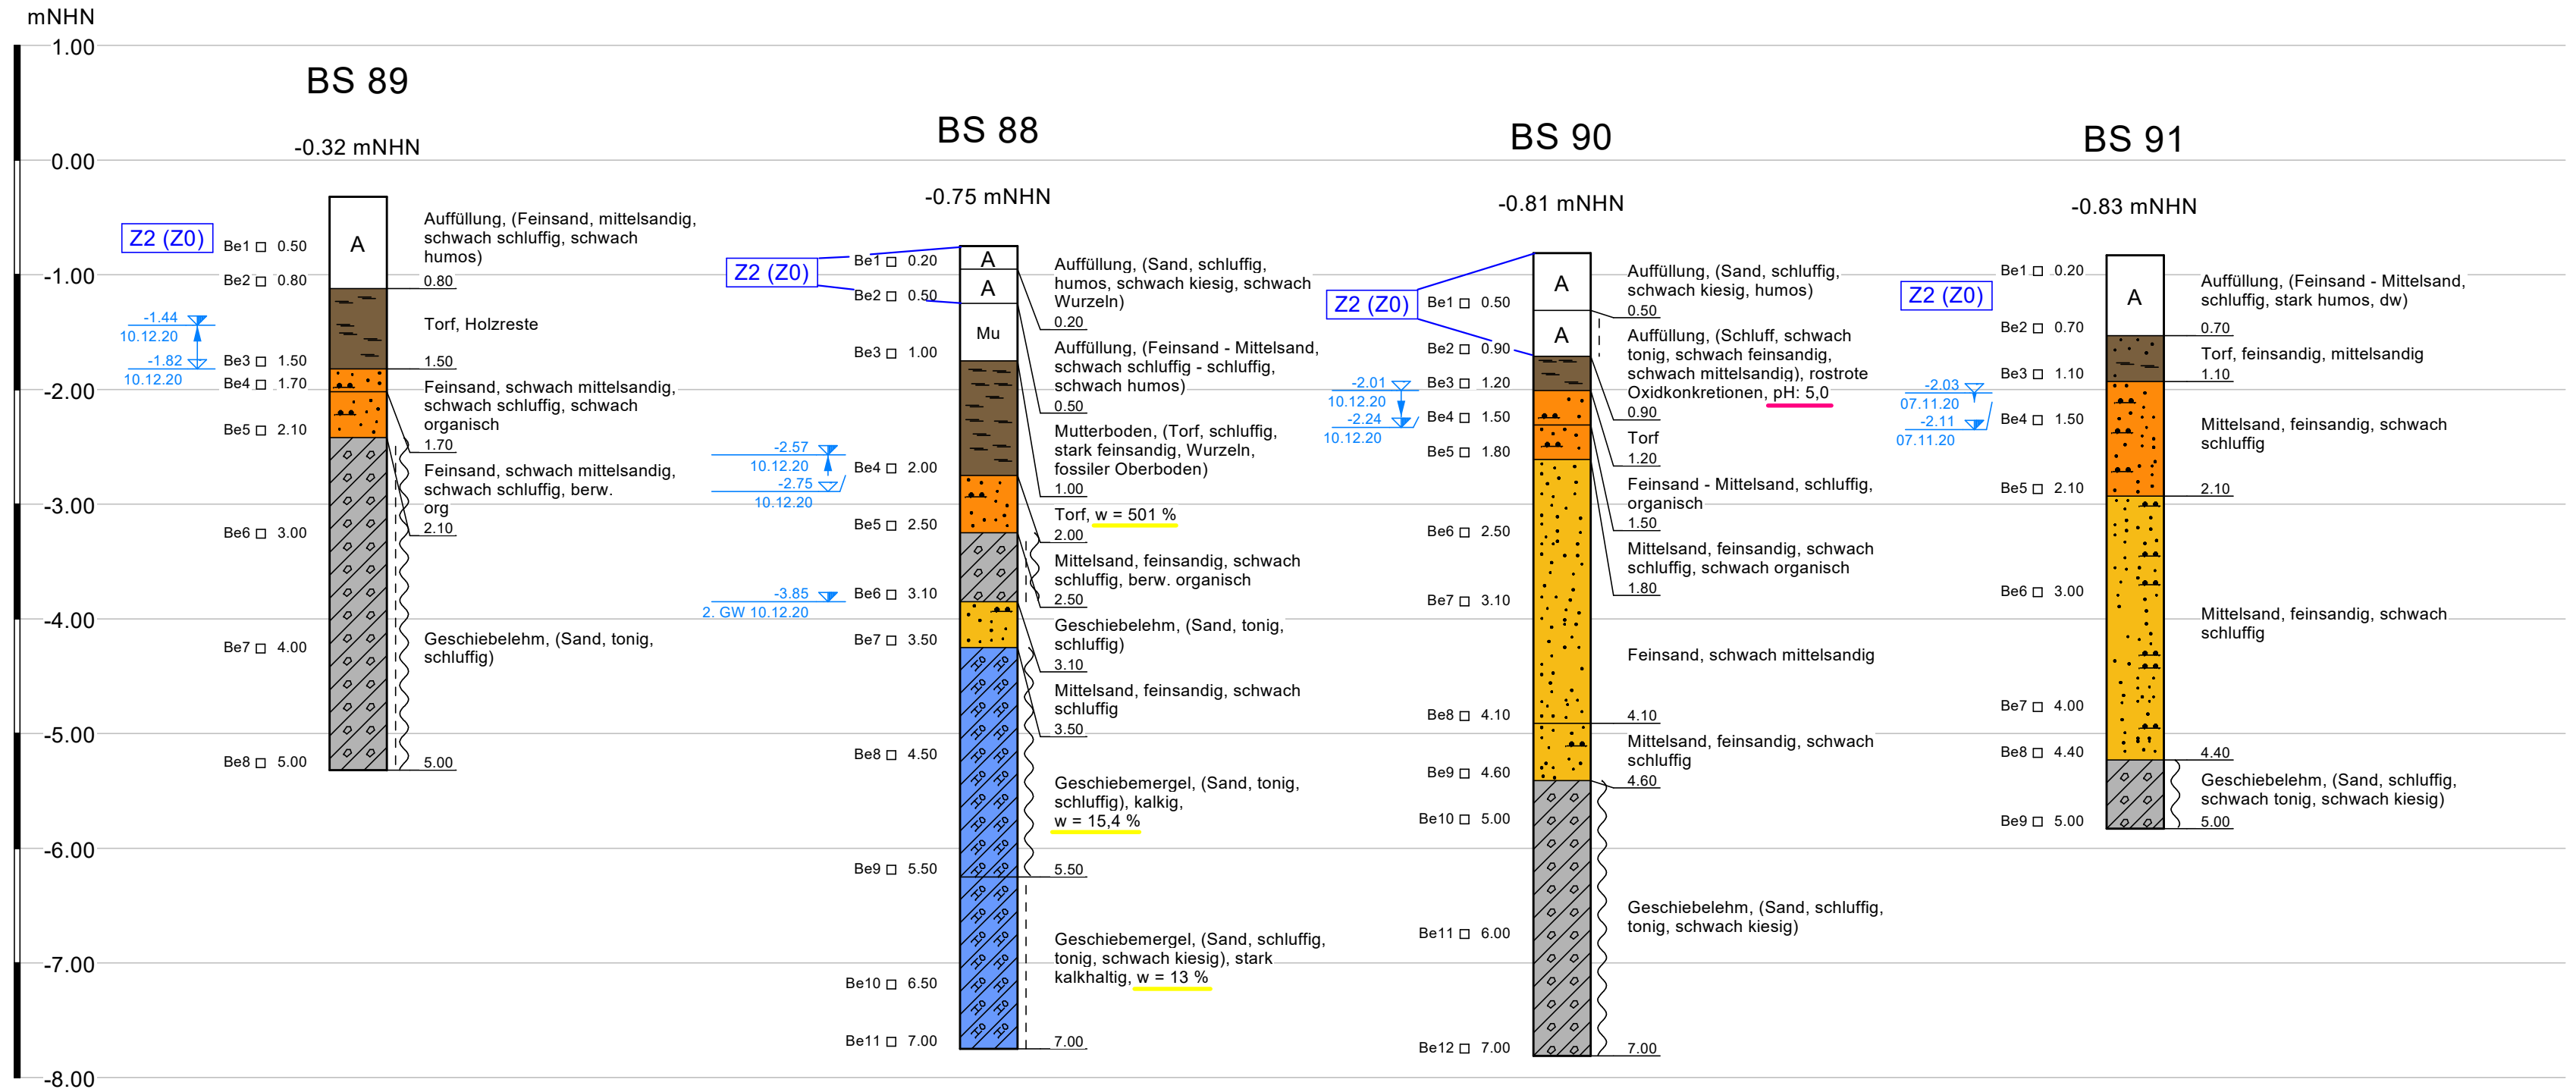 mNHN
1.00
0.00
-1.00
-2.00
-3.00
-4.00
-5.00
-6.00
-7.00
-8.00
BS 89
-0.32 mNHN
Z2 (Z0)
Be1 0.50
Be2 0.80
Be3 1.50
Be4 1.70
Be5 2.10
Be6 3.00
Be7 4.00
Be8 5.00
-1.44
10.12.20
-1.82
10.12.20
A
Auffüllung, (Feinsand, mittelsandig,
schwach schluffig, schwach
humos)
0.80
Torf, Holzreste
1.50
Feinsand, schwach mittelsandig,
schwach schluffig, schwach
organisch
1.70
Feinsand, schwach mittelsandig,
schwach schluffig, berw.
org
2.10
Geschiebelehm, (Sand, tonig,
schluffig)
5.00
BS 88
-0.75 mNHN
Z2 (Z0)
Be1 0.20
Be2 0.50
Be3 1.00
Be4 2.00
Be5 2.50
Be6 3.10
Be7 3.50
Be8 4.50
Be9 5.50
Be10 6.50
Be11 7.00
-2.57
10.12.20
-2.75
10.12.20
-3.85
2. GW 10.12.20
A
A
Mu
Auffüllung, (Sand, schluffig,
humos, schwach kiesig, schwach
Wurzeln)
0.20
Auffüllung, (Feinsand - Mittelsand,
schwach schluffig - schluffig,
schwach humos)
0.50
Mutterboden, (Torf, schluffig,
stark feinsandig, Wurzeln,
fossiler Oberboden)
1.00
Torf, w = 501 %
2.00
Mittelsand, feinsandig, schwach
schluffig, berw. organisch
2.50
Geschiebelehm, (Sand, tonig,
schluffig)
3.10
Mittelsand, feinsandig, schwach
schluffig
3.50
Geschiebemergel, (Sand, tonig,
schluffig), kalkig,
w = 15,4 %
5.50
Geschiebemergel, (Sand, schluffig,
tonig, schwach kiesig), stark
kalkhaltig, w = 13 %
7.00
BS 90
-0.81 mNHN
Z2 (Z0)
Be1 0.50
Be2 0.90
Be3 1.20
Be4 1.50
Be5 1.80
Be6 2.50
Be7 3.10
Be8 4.10
Be9 4.60
Be10 5.00
Be11 6.00
Be12 7.00
-2.01
10.12.20
-2.24
10.12.20
A
A
Auffüllung, (Sand, schluffig,
schwach kiesig, humos)
0.50
Auffüllung, (Schluff, schwach
tonig, schwach feinsandig,
schwach mittelsandig), rostrote
Oxidkonkretionen, pH: 5,0
0.90
Torf
1.20
Feinsand - Mittelsand, schluffig,
organisch
1.50
Mittelsand, feinsandig, schwach
schluffig, schwach organisch
1.80
Feinsand, schwach mittelsandig
4.10
Mittelsand, feinsandig, schwach
schluffig
4.60
Geschiebelehm, (Sand, schluffig,
tonig, schwach kiesig)
7.00
BS 91
-0.83 mNHN
Z2 (Z0)
Be1 0.20
Be2 0.70
Be3 1.10
Be4 1.50
Be5 2.10
Be6 3.00
Be7 4.00
Be8 4.40
Be9 5.00
-2.03
07.11.20
-2.11
07.11.20
A
Auffüllung, (Feinsand - Mittelsand,
schluffig, stark humos, dw)
0.70
Torf, feinsandig, mittelsandig
1.10
Mittelsand, feinsandig, schwach
schluffig
2.10
Mittelsand, feinsandig, schwach
schluffig
4.40
Geschiebelehm, (Sand, schluffig,
schwach tonig, schwach kiesig)
5.00